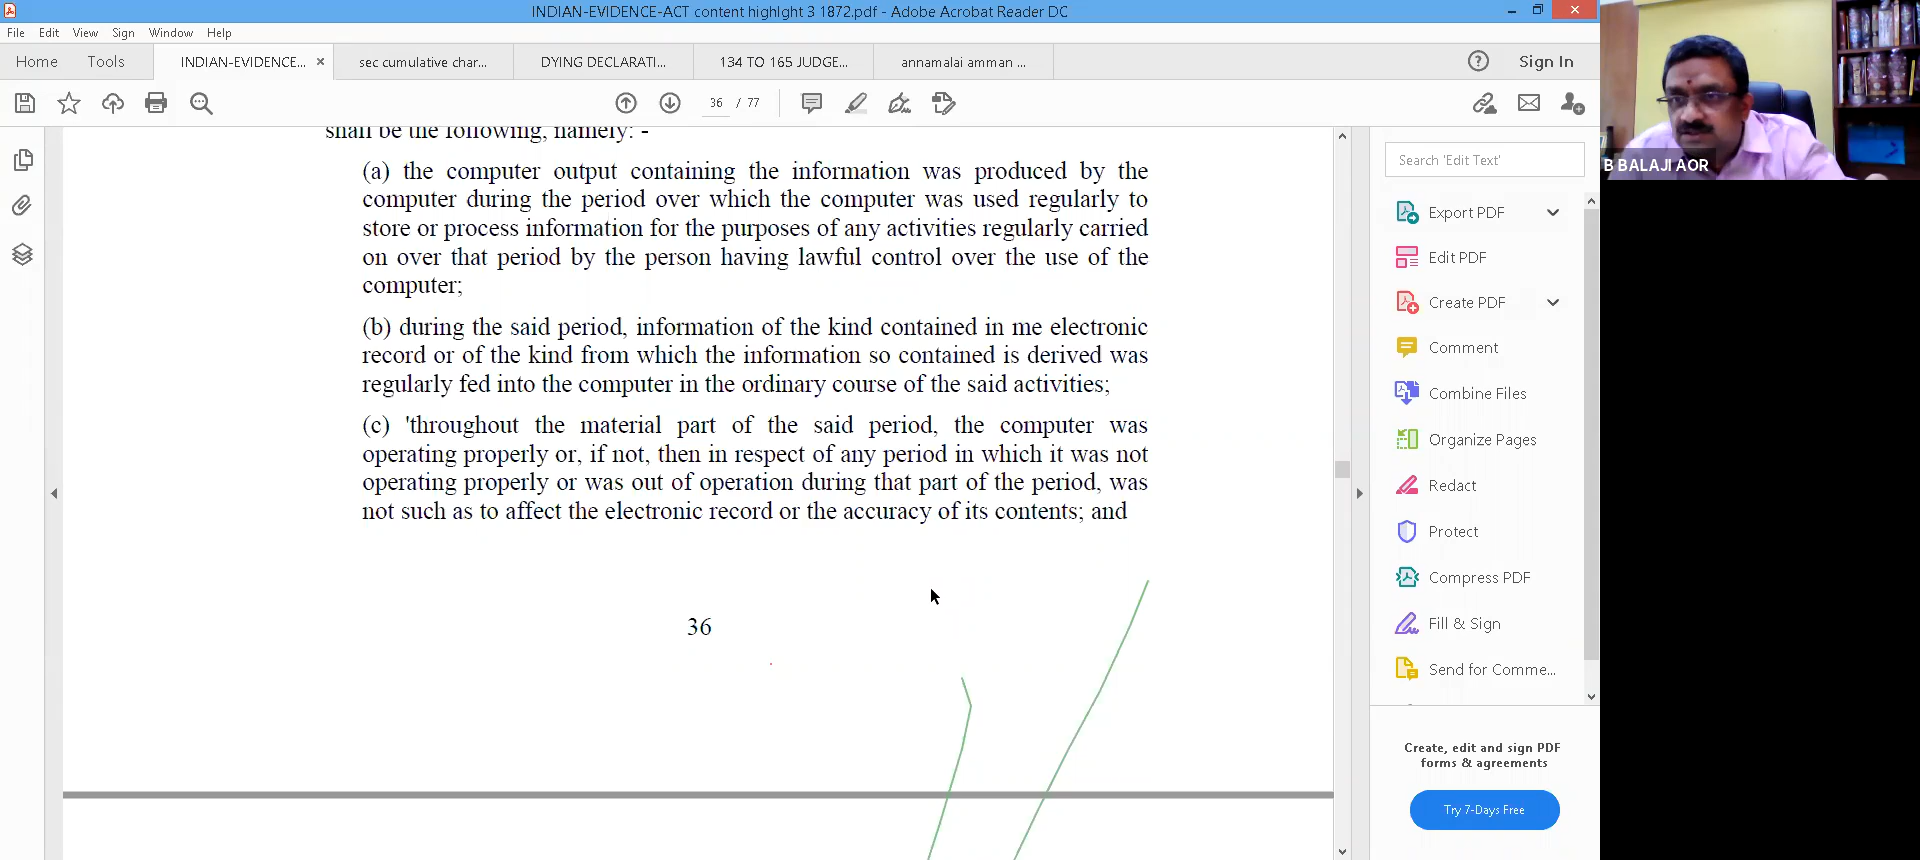 INDIAN-EVIDENCE-ACT content highlght 3 1872.pdf - Adobe Acrobat Reader DC
File Edit View Sign Window Help
Home Tools INDIAN-EVIDENCE... × sec cumulative char... DYING DECLARATI... 134 TO 165 JUDGE... annamalai amman ... Sign In
36 / 77
shall be the following, namely: -
(a) the computer output containing the information was produced by the
computer during the period over which the computer was used regularly to
store or process information for the purposes of any activities regularly carried
on over that period by the person having lawful control over the use of the
computer;
(b) during the said period, information of the kind contained in me electronic
record or of the kind from which the information so contained is derived was
regularly fed into the computer in the ordinary course of the said activities;
(c) 'throughout the material part of the said period, the computer was
operating properly or, if not, then in respect of any period in which it was not
operating properly or was out of operation during that part of the period, was
not such as to affect the electronic record or the accuracy of its contents; and
36
Search 'Edit Text'
Export PDF
Edit PDF
Create PDF
Comment
Combine Files
Organize Pages
Redact
Protect
Compress PDF
Fill & Sign
Send for Comme...
Create, edit and sign PDF
forms & agreements
Try 7-Days Free
B BALAJI AOR